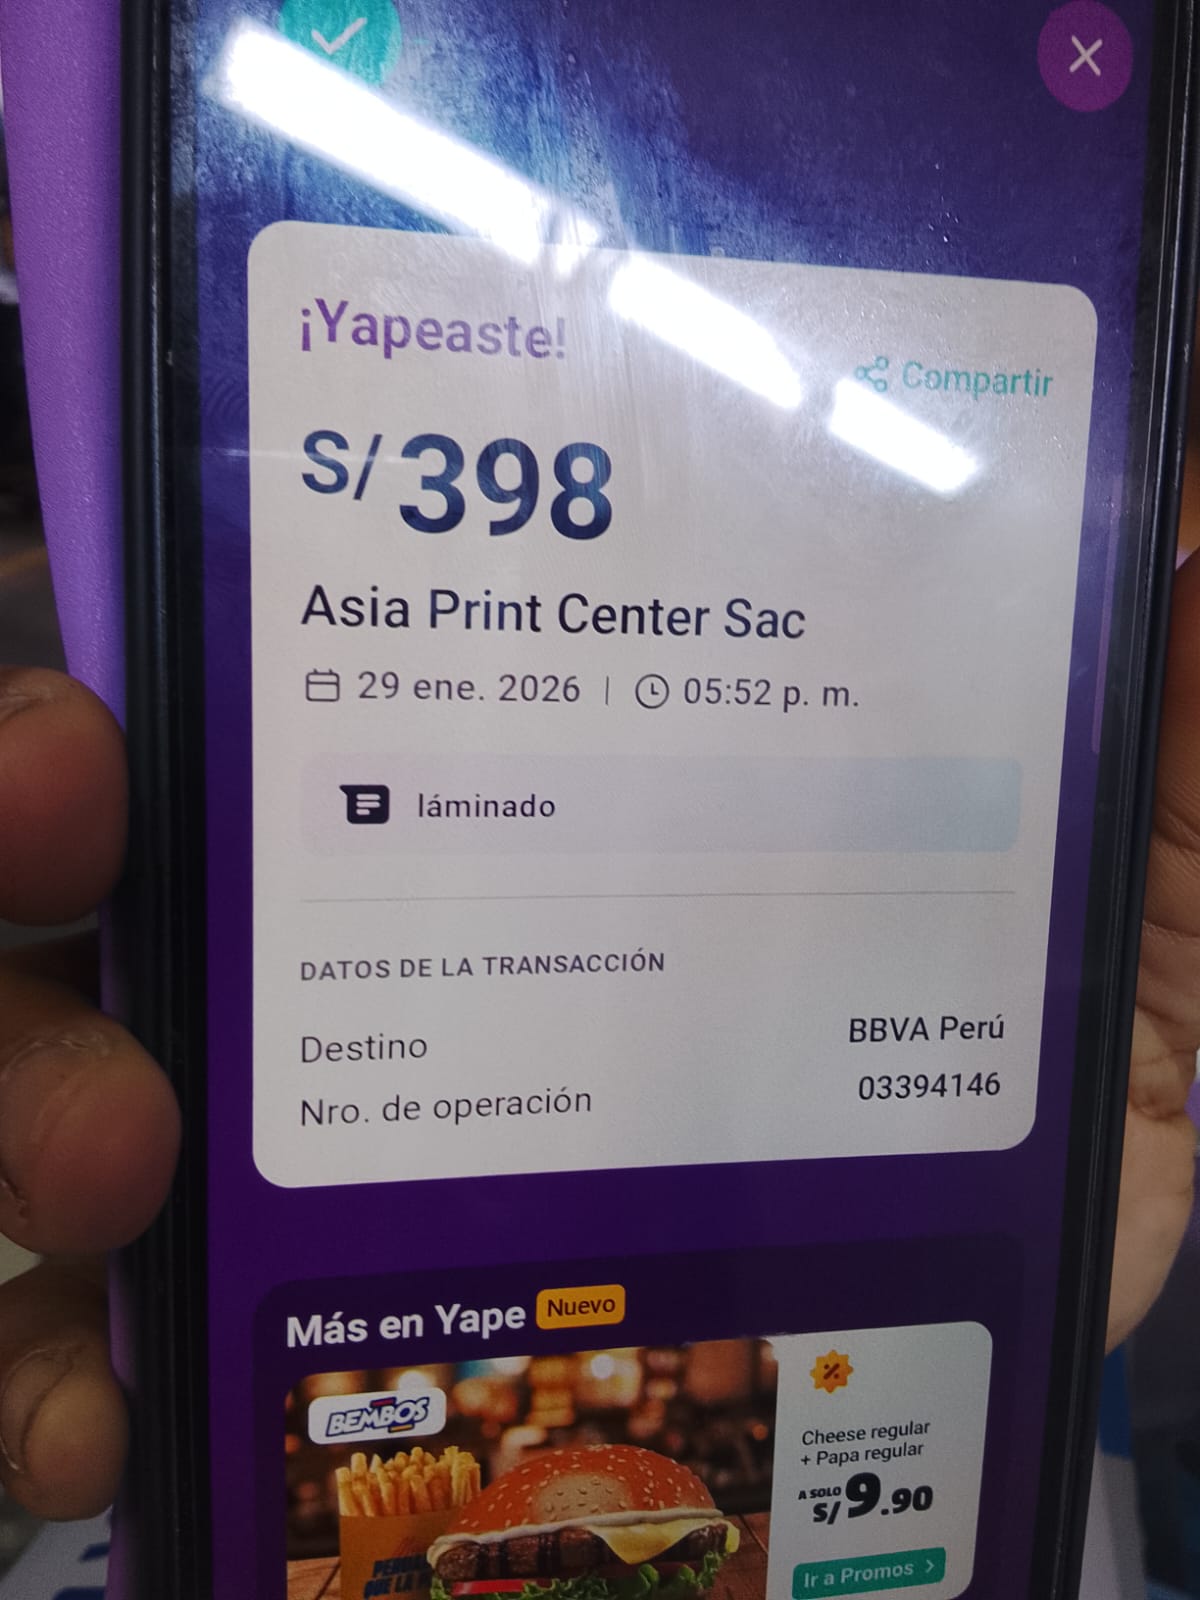 ¡Yapeaste!
Compartir
S/398
Asia Print Center Sac
29 ene. 2026 | 05:52 p. m.
láminado
DATOS DE LA TRANSACCIÓN
Destino BBVA Perú
Nro. de operación 03394146
Más en Yape Nuevo
BEMBOS
Cheese regular
+ Papa regular
A SOLO
S/9.90
Ir a Promos >